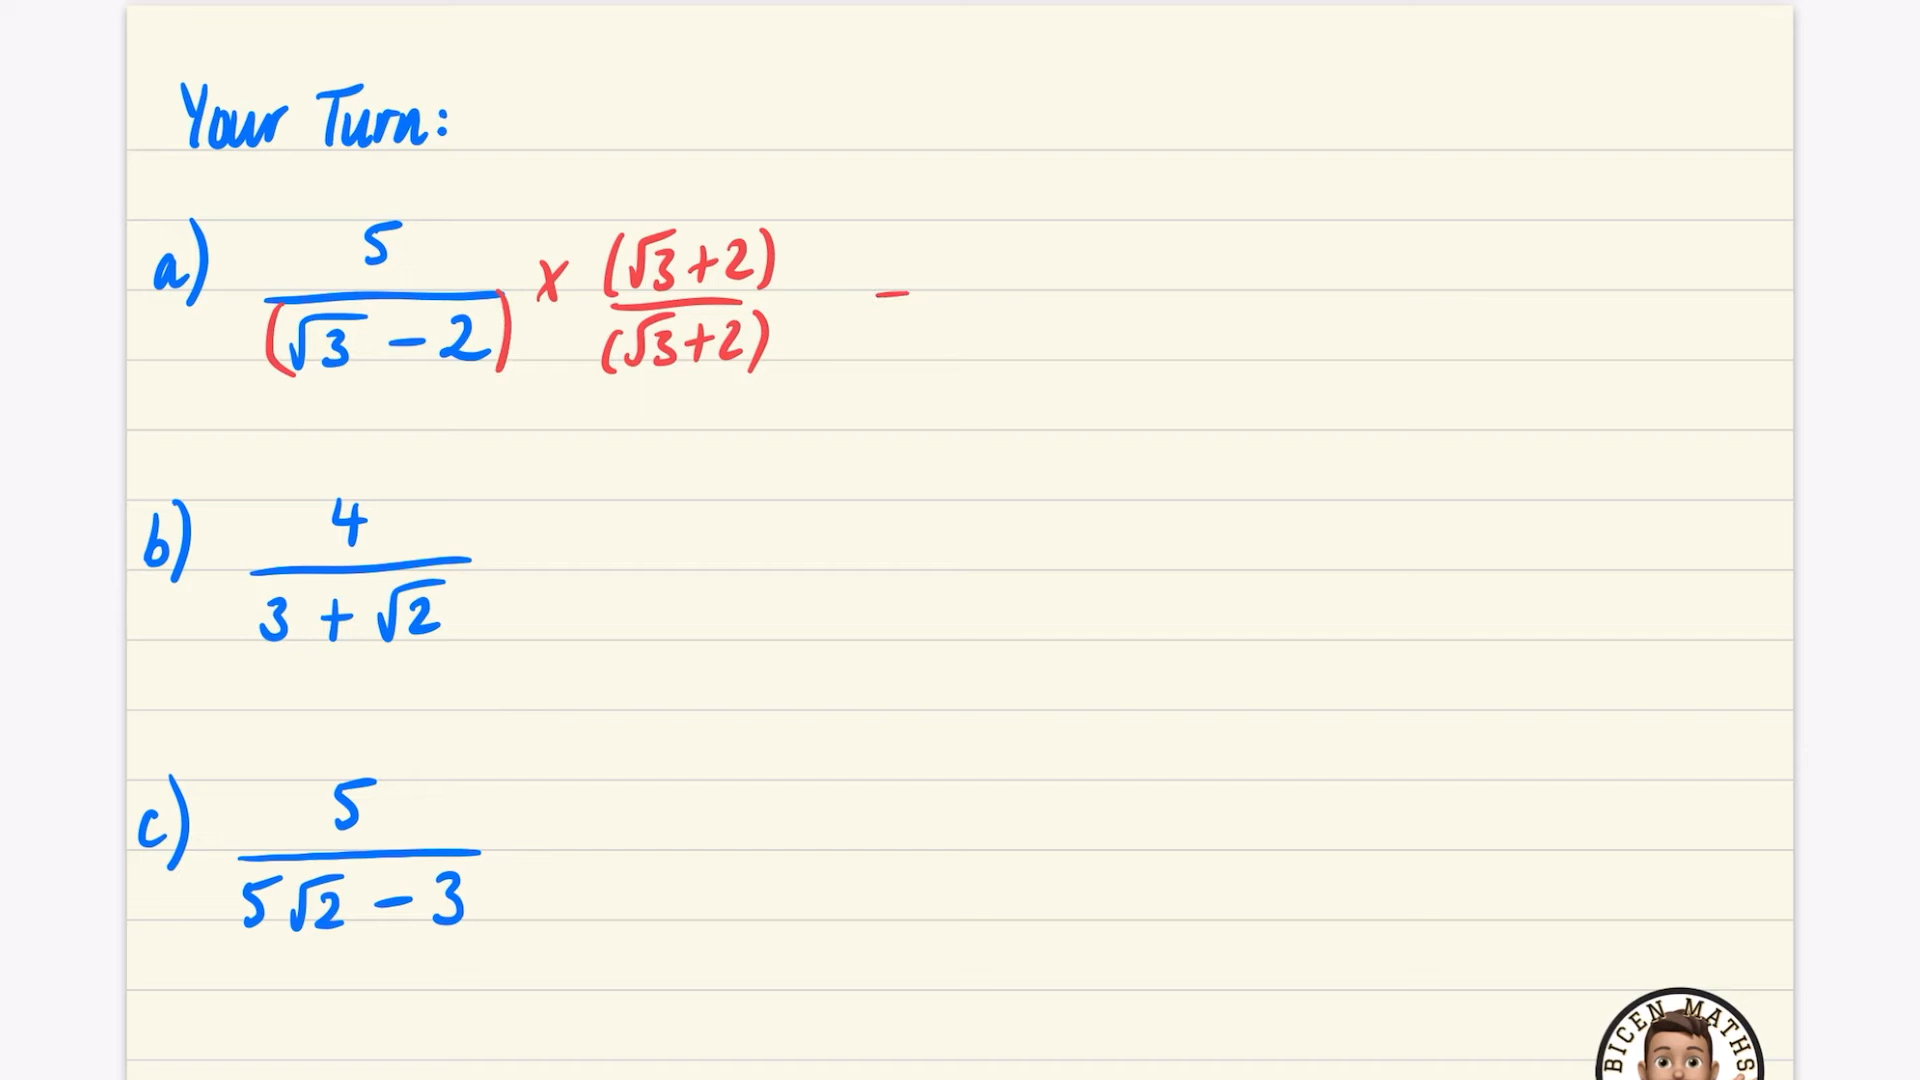 Your Turn:
a) 5/(√3 - 2) × (√3+2)/(√3+2) -
b) 4/3 + √2
c) 5/5√2 - 3
BICEN MATHS